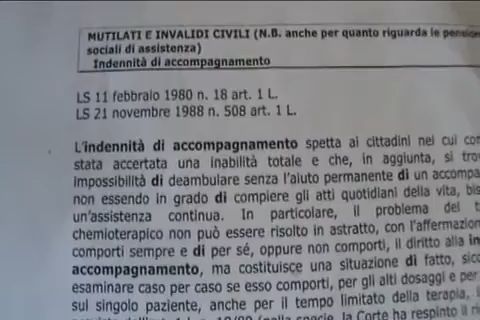 MUTILATI E INVALIDI CIVILI (N.B. anche per quanto riguarda le pension
sociali di assistenza)
Indennità di accompagnamento
LS 11 febbraio 1980 n. 18 art. 1 L.
LS 21 novembre 1988 n. 508 art. 1 L.
L'indennità di accompagnamento spetta ai cittadini nei cui con
stata accertata una inabilità totale e che, in aggiunta, si trov
impossibilità di deambulare senza l'aiuto permanente di un accompa
non essendo in grado di compiere gli atti quotidiani della vita, bis
un'assistenza continua. In particolare, il problema del t
chemioterapico non può essere risolto in astratto, con l'affermazion
comporti sempre e di per sé, oppure non comporti, il diritto alla in
accompagnamento, ma costituisce una situazione di fatto, sicc
esaminare caso per caso se esso comporti, per gli alti dosaggi e per
sul singolo paziente, anche per il tempo limitato della terapia,
la Corte ha respinto il